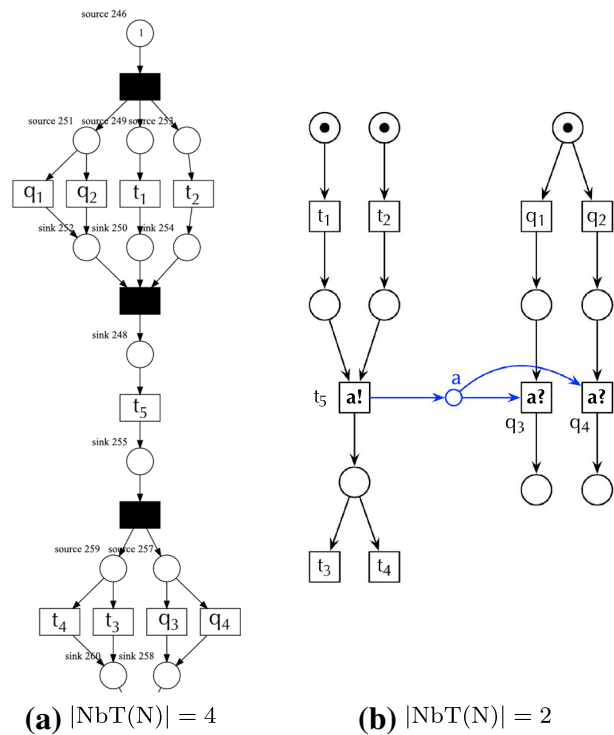 source 246
1
source 251 source 249 source 253
q1 q2 t1 t2
sink 252 sink 250 sink 254
sink 248
t5
sink 255
source 259 source 257
t4 t3 q3 q4
sink 260 sink 258
(a) |NbT(N)| = 4
t1 t2 q1 q2
a
t5 a! a? a?
q3 q4
t3 t4
(b) |NbT(N)| = 2